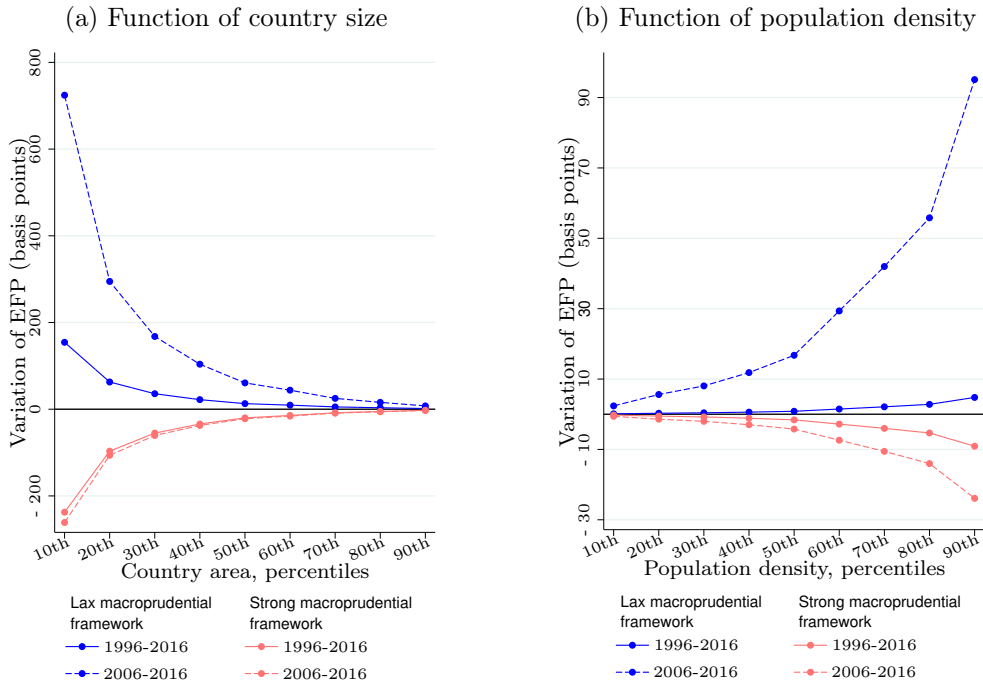 (a) Function of country size
800
600
400
200
0
- 200
Variation of EFP (basis points)
10th 20th 30th 40th 50th 60th 70th 80th 90th
Country area, percentiles
Lax macroprudential framework
Strong macroprudential framework
1996-2016
1996-2016
2006-2016
2006-2016
(b) Function of population density
90
70
50
30
10
- 10
- 30
Variation of EFP (basis points)
10th 20th 30th 40th 50th 60th 70th 80th 90th
Population density, percentiles
Lax macroprudential framework
Strong macroprudential framework
1996-2016
1996-2016
2006-2016
2006-2016